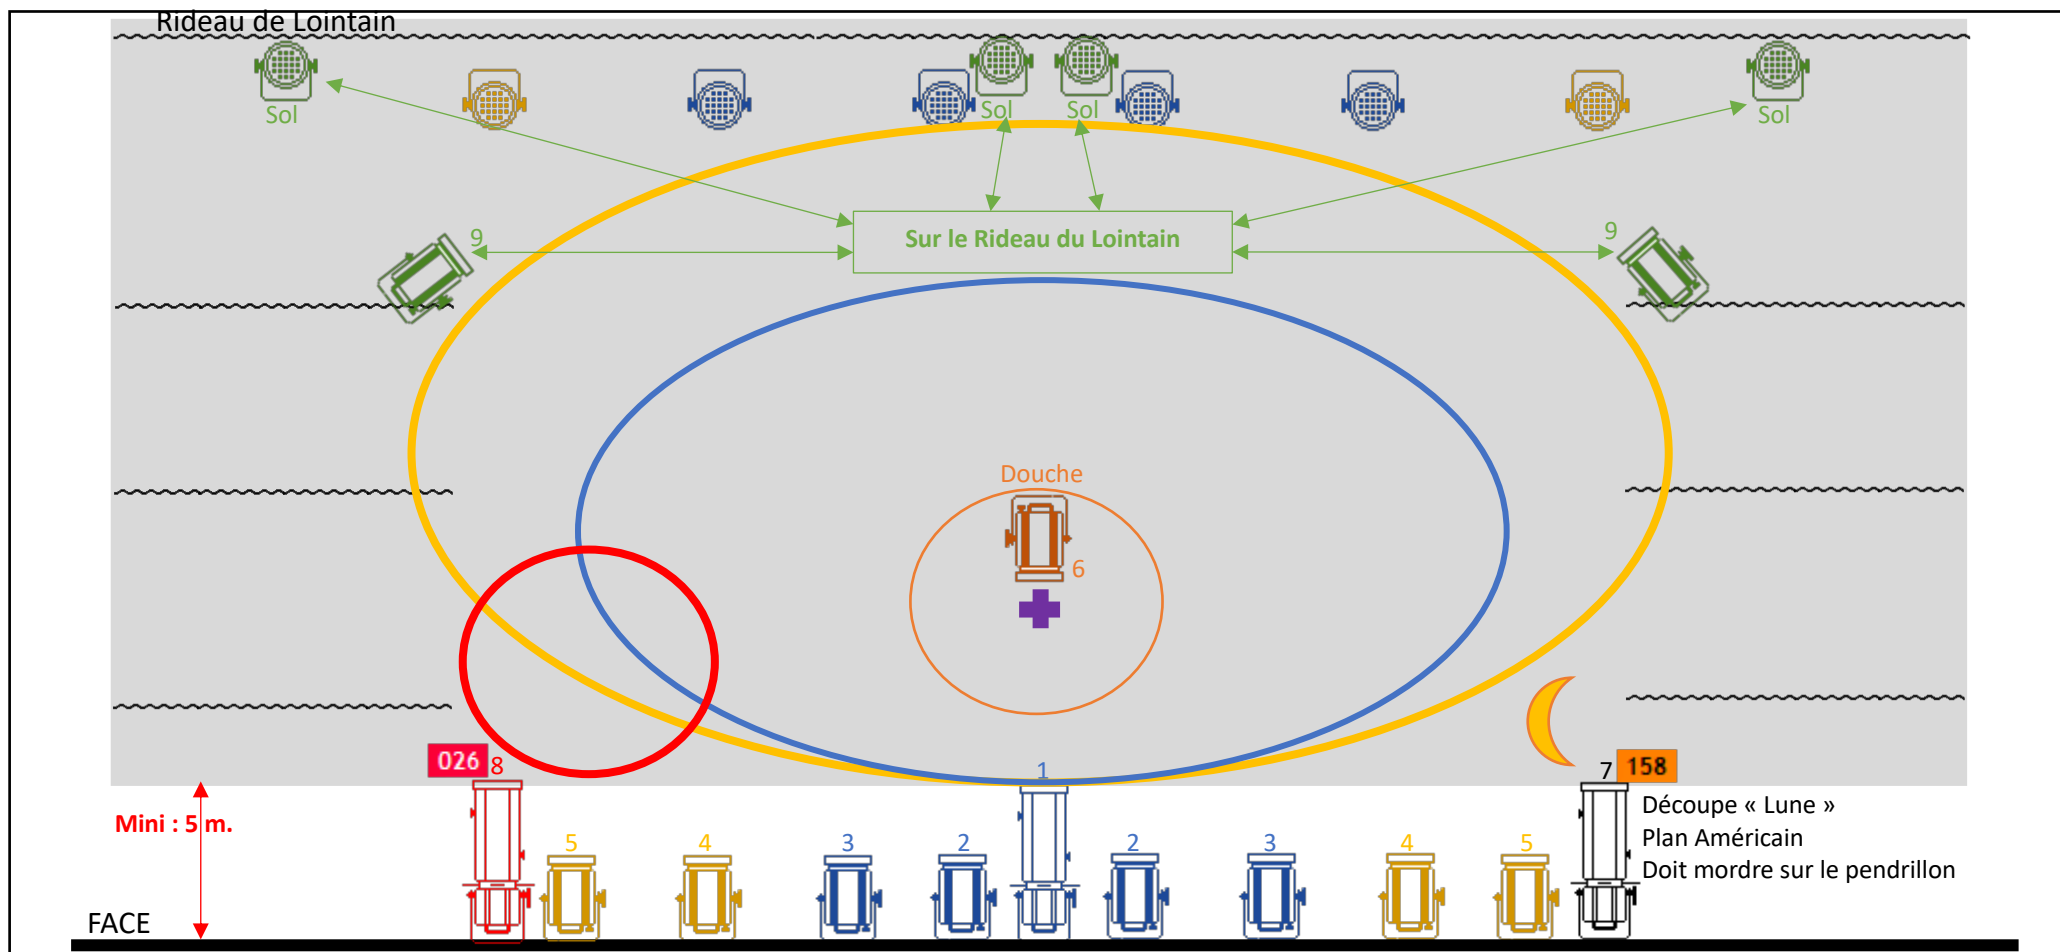 Rideau de Lointain
Sol
Sol
Sol
Sol
9
Sur le Rideau du Lointain
9
Douche
6
026
8
1
7
158
Mini : 5 m.
Découpe « Lune »
Plan Américain
Doit mordre sur le pendrillon
5
4
3
2
2
3
4
5
FACE